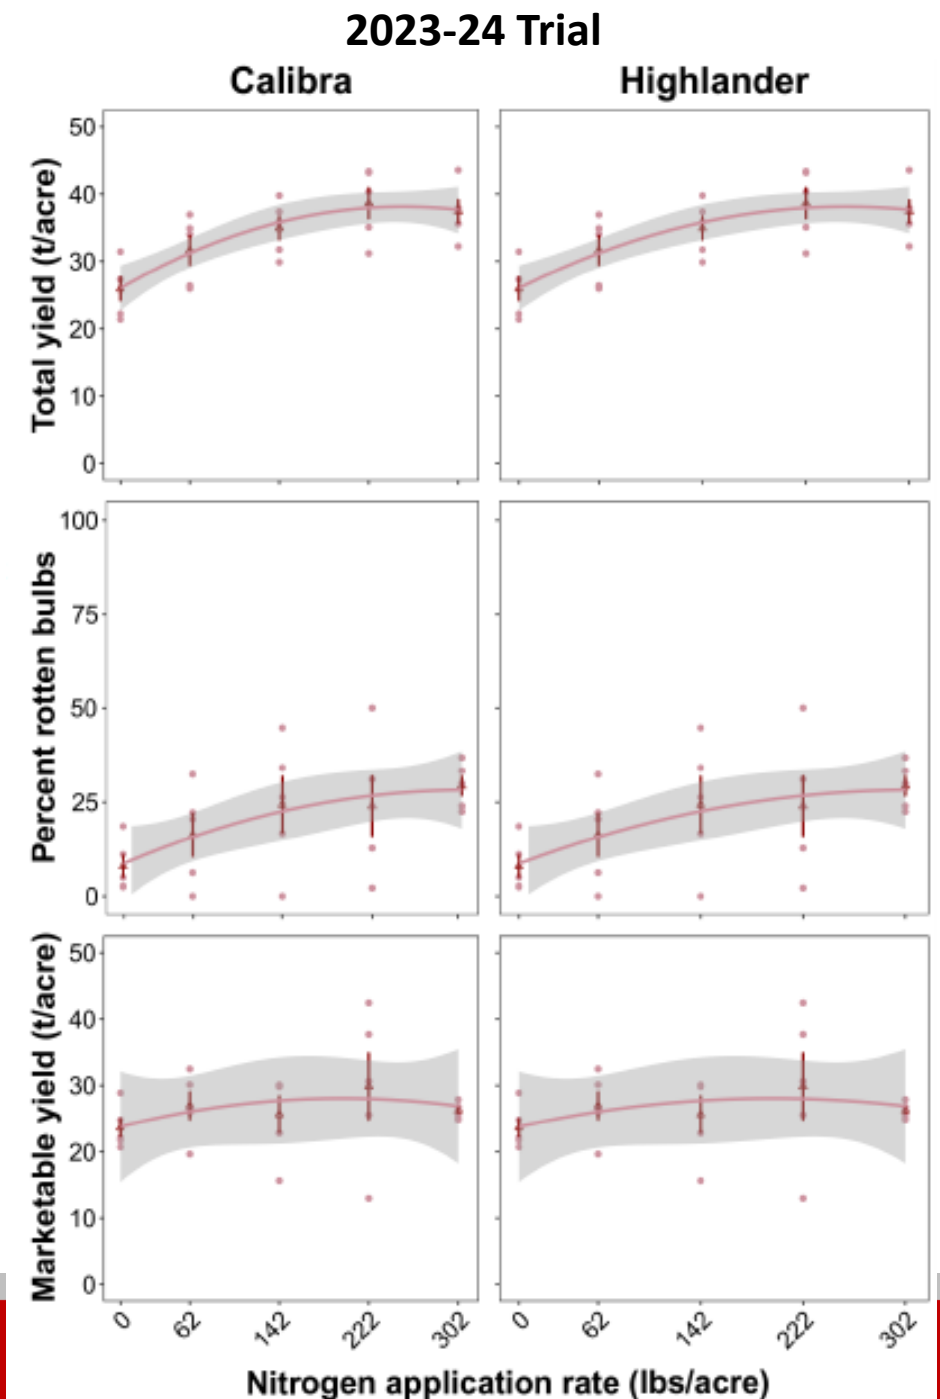 2023-24 Trial
Calibra Highlander
Total yield (t/acre)
50
40
30
20
10
0
Percent rotten bulbs
100
75
50
25
0
Marketable yield (t/acre)
50
40
30
20
10
0
0 62 142 222 302 0 62 142 222 302
Nitrogen application rate (lbs/acre)